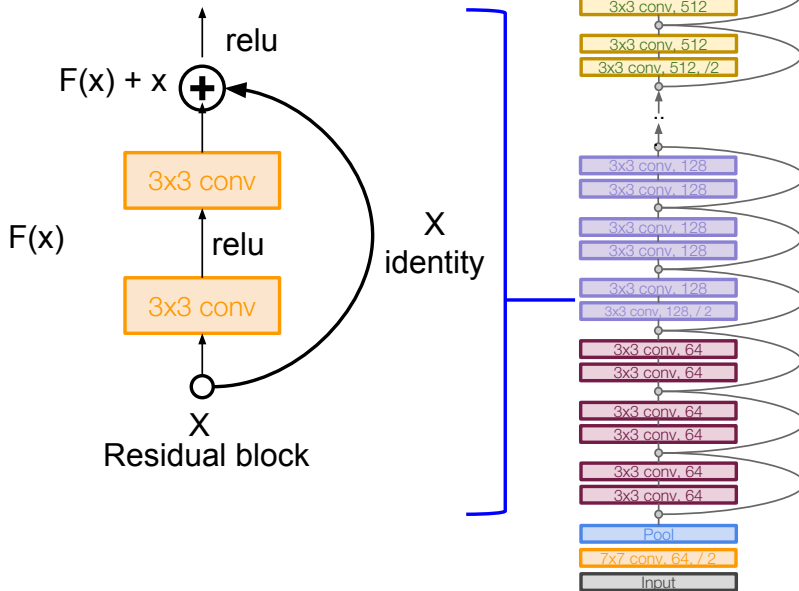 relu
F(x) + x
3x3 conv
F(x)
relu
X
identity
3x3 conv
X
Residual block
3x3 conv, 512
3x3 conv, 512
3x3 conv, 512, /2
..
3x3 conv, 128
3x3 conv, 128
3x3 conv, 128
3x3 conv, 128
3x3 conv, 128
3x3 conv, 128, / 2
3x3 conv, 64
3x3 conv, 64
3x3 conv, 64
3x3 conv, 64
3x3 conv, 64
3x3 conv, 64
Pool
7x7 conv, 64, / 2
Input